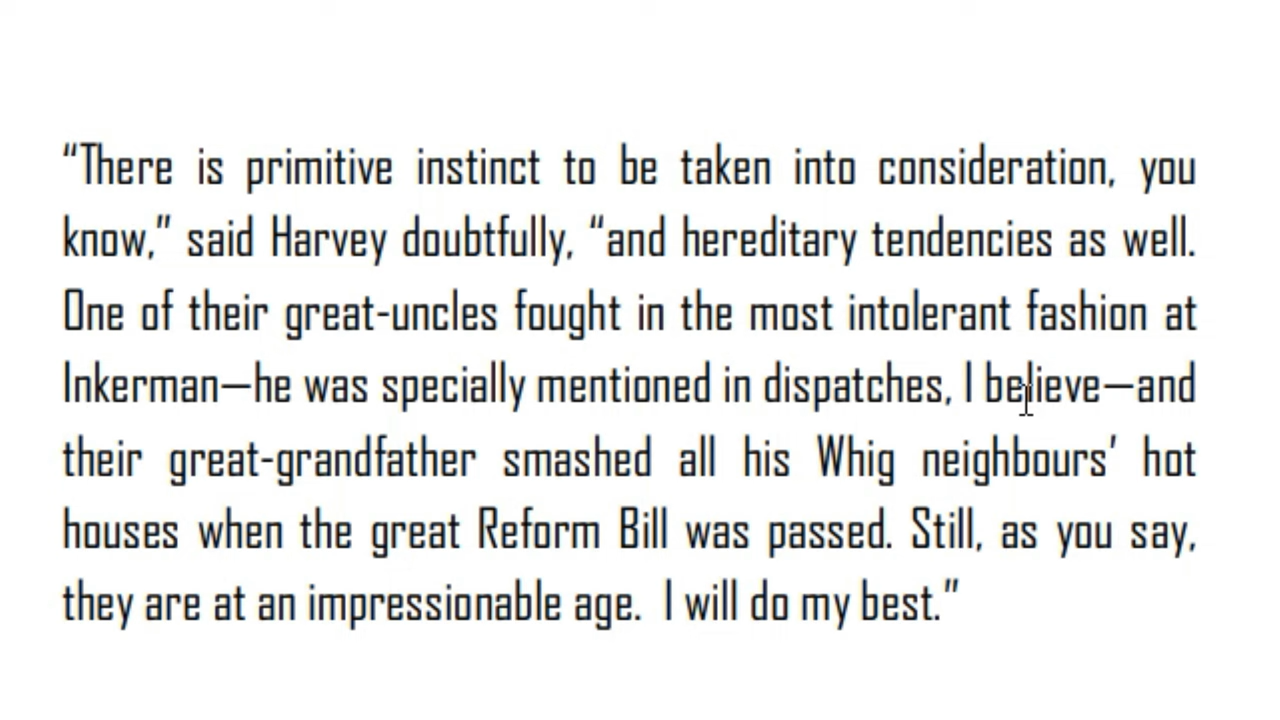 “There is primitive instinct to be taken into consideration, you
know,” said Harvey doubtfully, “and hereditary tendencies as well.
One of their great-uncles fought in the most intolerant fashion at
Inkerman—he was specially mentioned in dispatches, I believe—and
their great-grandfather smashed all his Whig neighbours’ hot
houses when the great Reform Bill was passed. Still, as you say,
they are at an impressionable age.  I will do my best.”